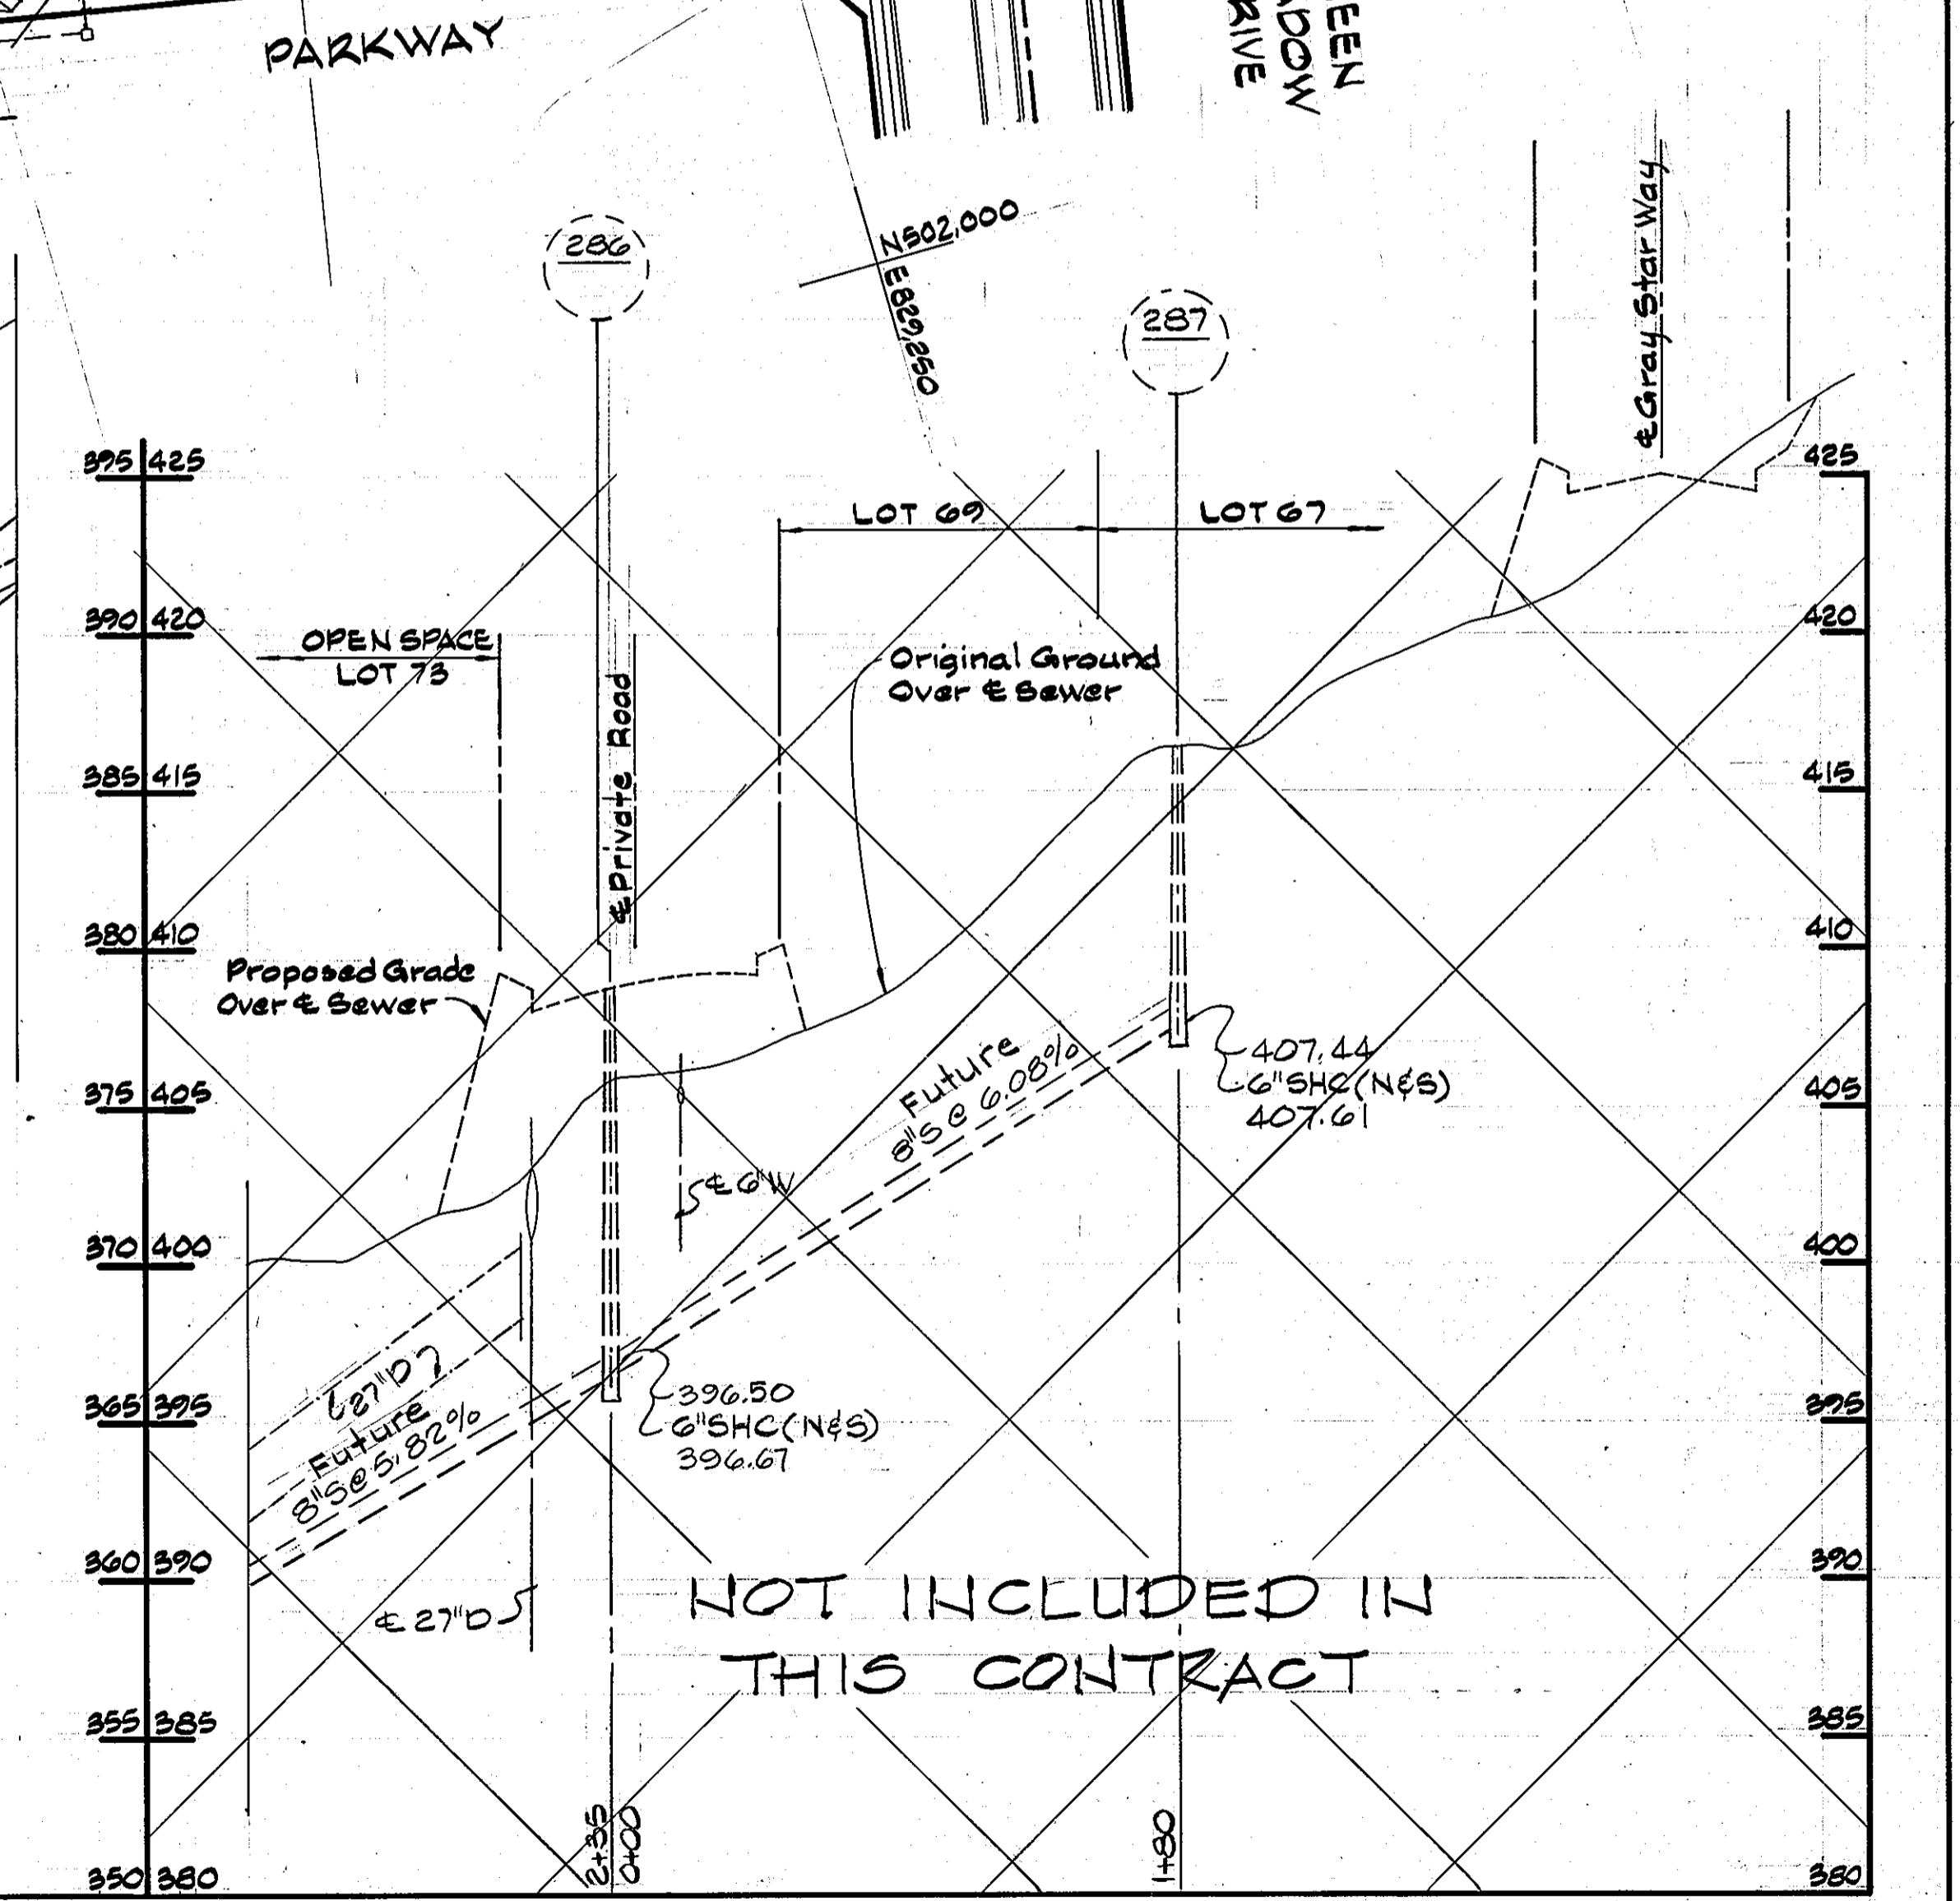 PARKWAY
EEN
ADOW
RIVE
286
N502,000
E829,250
287
℄ Gray Star Way
395 425
425
LOT 69
LOT 67
390 420
420
OPEN SPACE
LOT 73
Original Ground
Over ℄ Sewer
℄ Private Road
385 415
415
380 410
410
Proposed Grade
Over ℄ Sewer
Future
8"S @ 6.08%
407.44
6"SHC(N&S)
407.61
375 405
405
℄ 6"W
370 400
400
27"D
Future
8"S@5.82%
396.50
6"SHC(N&S)
396.67
365 395
395
360 390
390
℄ 27"D
NOT INCLUDED IN
THIS CONTRACT
355 385
385
2+35
0+00
1+80
350 380
380